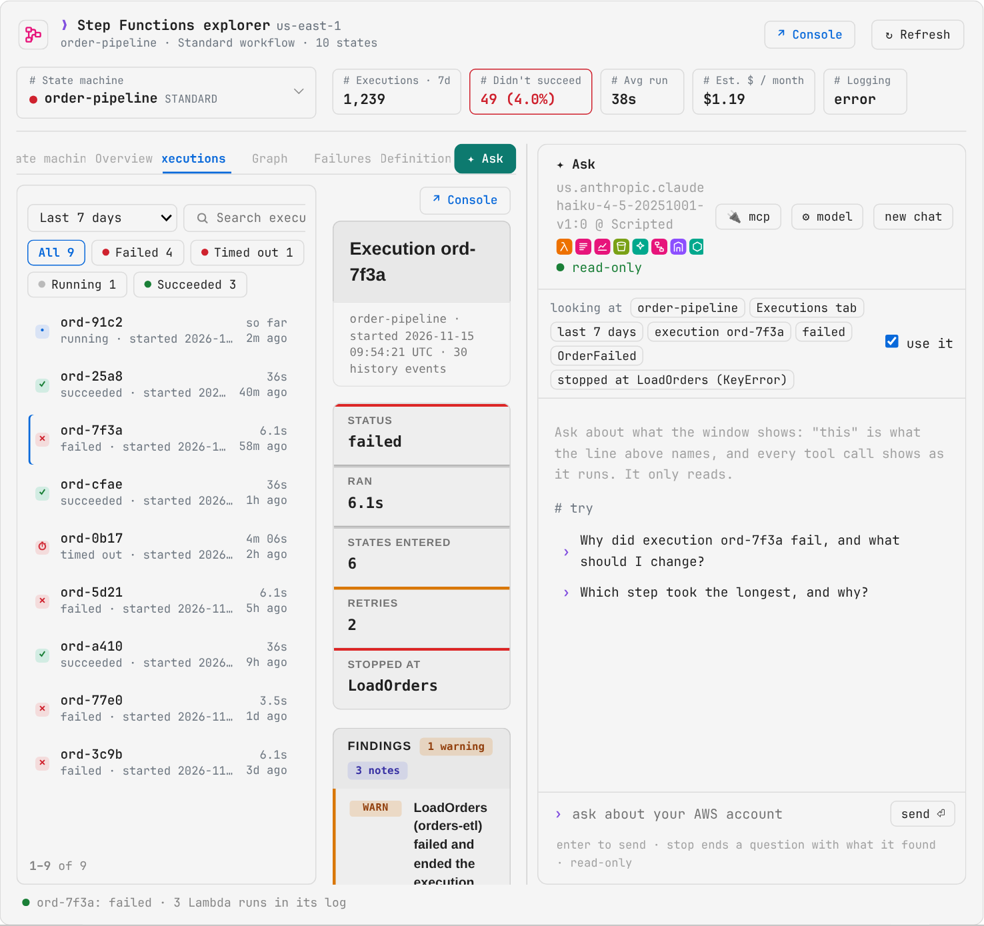 ❫ Step Functions explorer us-east-1
order-pipeline · Standard workflow · 10 states
↗ Console
↻ Refresh
# State machine
order-pipeline STANDARD
# Executions · 7d
1,239
# Didn't succeed
49 (4.0%)
# Avg run
38s
# Est. $ / month
$1.19
# Logging
error
ate machin Overview xecutions Graph Failures Definition ✦ Ask
Last 7 days
Search execu
All 9 Failed 4 Timed out 1
Running 1 Succeeded 3
ord-91c2 so far
running · started 2026-1… 2m ago
ord-25a8 36s
succeeded · started 202… 40m ago
ord-7f3a 6.1s
failed · started 2026-1… 58m ago
ord-cfae 36s
succeeded · started 2026… 1h ago
ord-0b17 4m 06s
timed out · started 2026… 2h ago
ord-5d21 6.1s
failed · started 2026-11… 5h ago
ord-a410 36s
succeeded · started 2026… 9h ago
ord-77e0 3.5s
failed · started 2026-11… 1d ago
ord-3c9b 6.1s
failed · started 2026-11… 3d ago
1–9 of 9
↗ Console
Execution ord-
7f3a
order-pipeline ·
started 2026-11-15
09:54:21 UTC · 30
history events
STATUS
failed
RAN
6.1s
STATES ENTERED
6
RETRIES
2
STOPPED AT
LoadOrders
FINDINGS 1 warning
3 notes
WARN
LoadOrders
(orders-etl)
failed and
ended the
execution
✦ Ask
us.anthropic.claude
haiku-4-5-20251001-
v1:0 @ Scripted
read-only
🔌 mcp
⚙ model
new chat
looking at order-pipeline Executions tab
last 7 days execution ord-7f3a failed
OrderFailed
stopped at LoadOrders (KeyError)
use it
Ask about what the window shows: "this" is what
the line above names, and every tool call shows as
it runs. It only reads.
# try
› Why did execution ord-7f3a fail, and what
should I change?
› Which step took the longest, and why?
› ask about your AWS account
send ⏎
enter to send · stop ends a question with what it found
· read-only
ord-7f3a: failed · 3 Lambda runs in its log